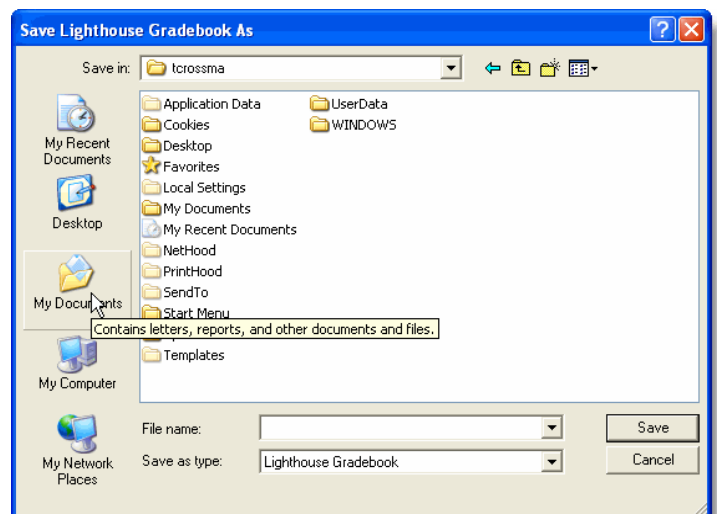 Save Lighthouse Gradebook As
Save in: tcrossma
My Recent
Documents
Desktop
My Documents
My Computer
My Network
Places
Application Data
Cookies
Desktop
Favorites
Local Settings
My Documents
My Recent Documents
NetHood
PrintHood
SendTo
Start Menu
Templates
UserData
WINDOWS
Contains letters, reports, and other documents and files.
File name:
Save
Save as type: Lighthouse Gradebook
Cancel